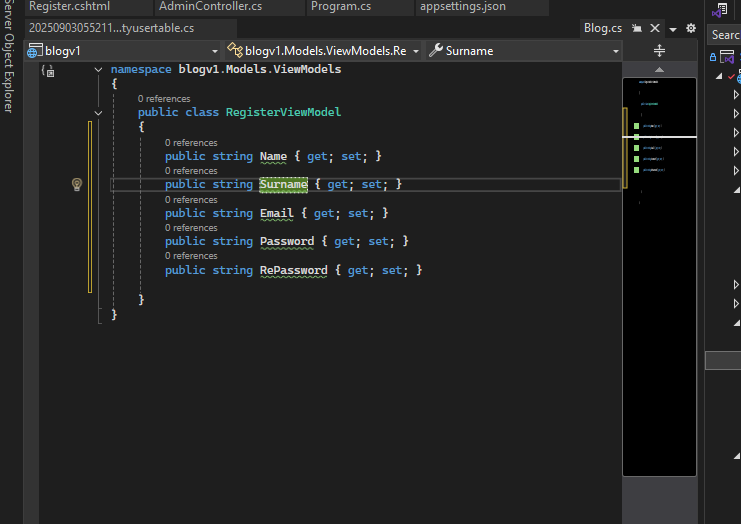 Register.cshtml AdminController.cs Program.cs appsettings.json
20250903055211...tyusertable.cs Blog.cs
blogv1 blogv1.Models.ViewModels.Re Surname
Server Object Explorer
Search
namespace blogv1.Models.ViewModels
{
0 references
public class RegisterViewModel
{
0 references
public string Name { get; set; }
0 references
public string Surname { get; set; }
0 references
public string Email { get; set; }
0 references
public string Password { get; set; }
0 references
public string RePassword { get; set; }
}
}